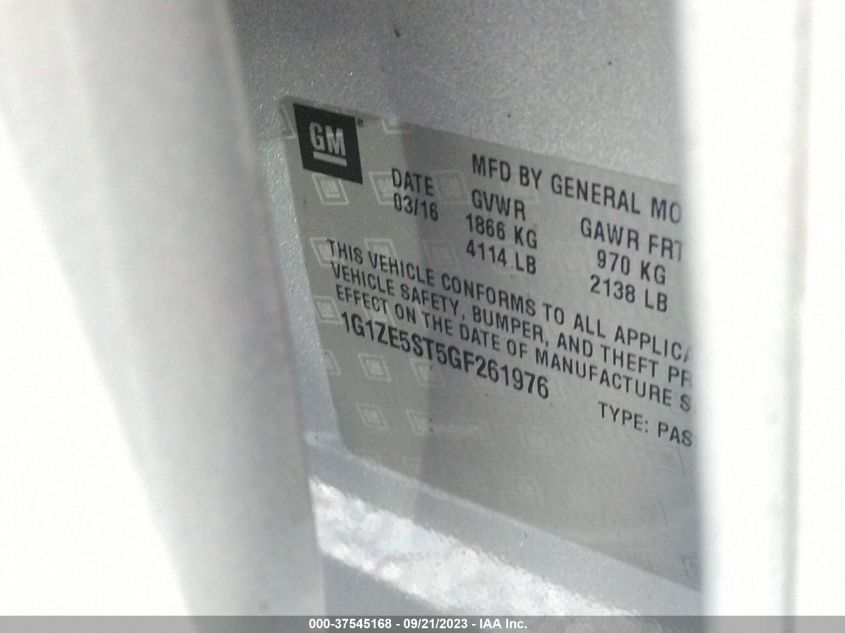 GM
MFD BY GENERAL MO
DATE GVWR GAWR FRT
03/16 1866 KG 970 KG
4114 LB 2138 LB
THIS VEHICLE CONFORMS TO ALL APPLICA
VEHICLE SAFETY, BUMPER, AND THEFT PR
EFFECT ON THE DATE OF MANUFACTURE S
1G1ZE5ST5GF261976
TYPE: PAS
000-37545168 - 09/21/2023 - IAA Inc.